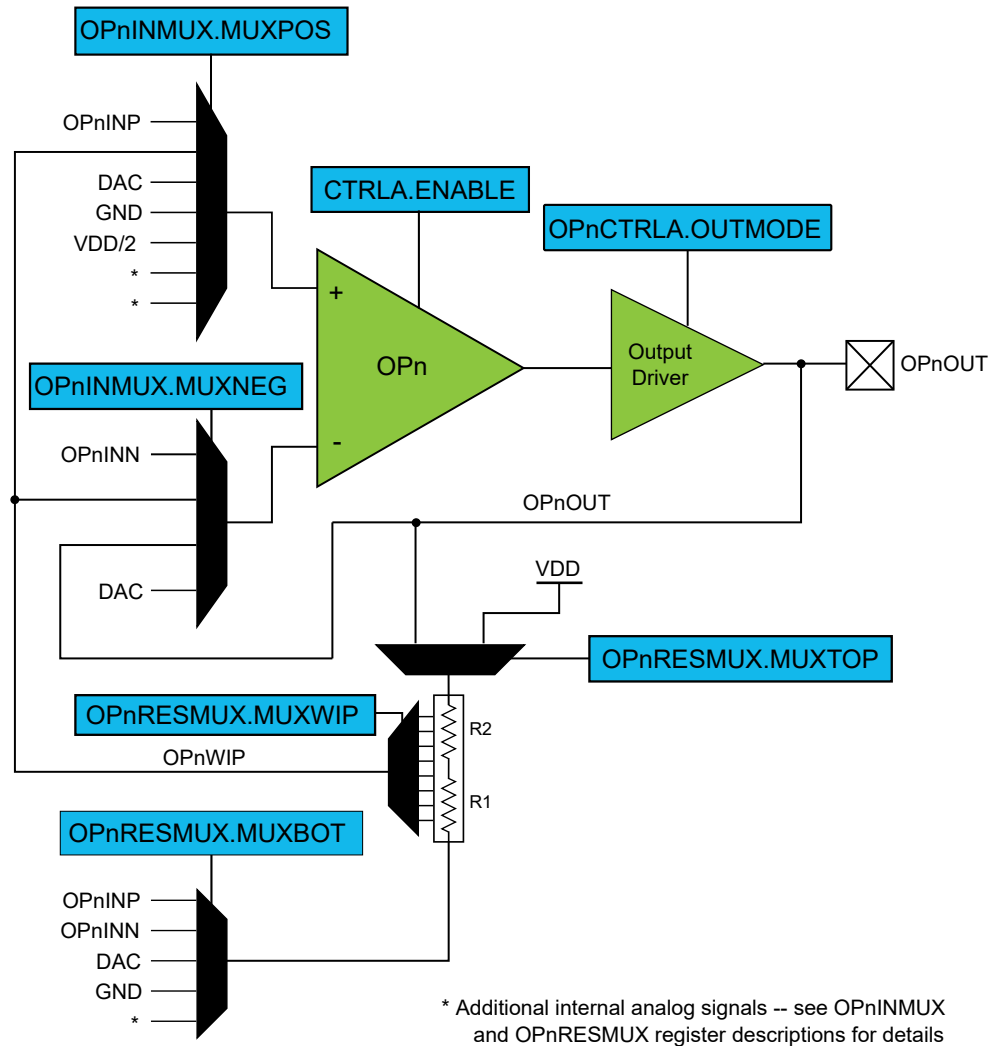 OPnINMUX.MUXPOS
OPnINP
DAC
GND
VDD/2
*
*
CTRLA.ENABLE
OPnCTRLA.OUTMODE
+
OPn
-
Output
Driver
OPnOUT
OPnINMUX.MUXNEG
OPnINN
DAC
OPnOUT
VDD
OPnRESMUX.MUXTOP
OPnRESMUX.MUXWIP
OPnWIP
R2
R1
OPnRESMUX.MUXBOT
OPnINP
OPnINN
DAC
GND
*
* Additional internal analog signals -- see OPnINMUX
and OPnRESMUX register descriptions for details